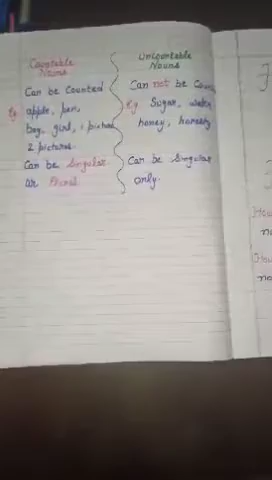 Countable
Nouns
Can be Counted
Eg apple, pen,
boy, girl, 1 picture
2 pictures.
Can be Singular
or Plural
Uncountable
Nouns
Can not be
Eg Sugar, water
honey, honesty
Can be Singular
only.